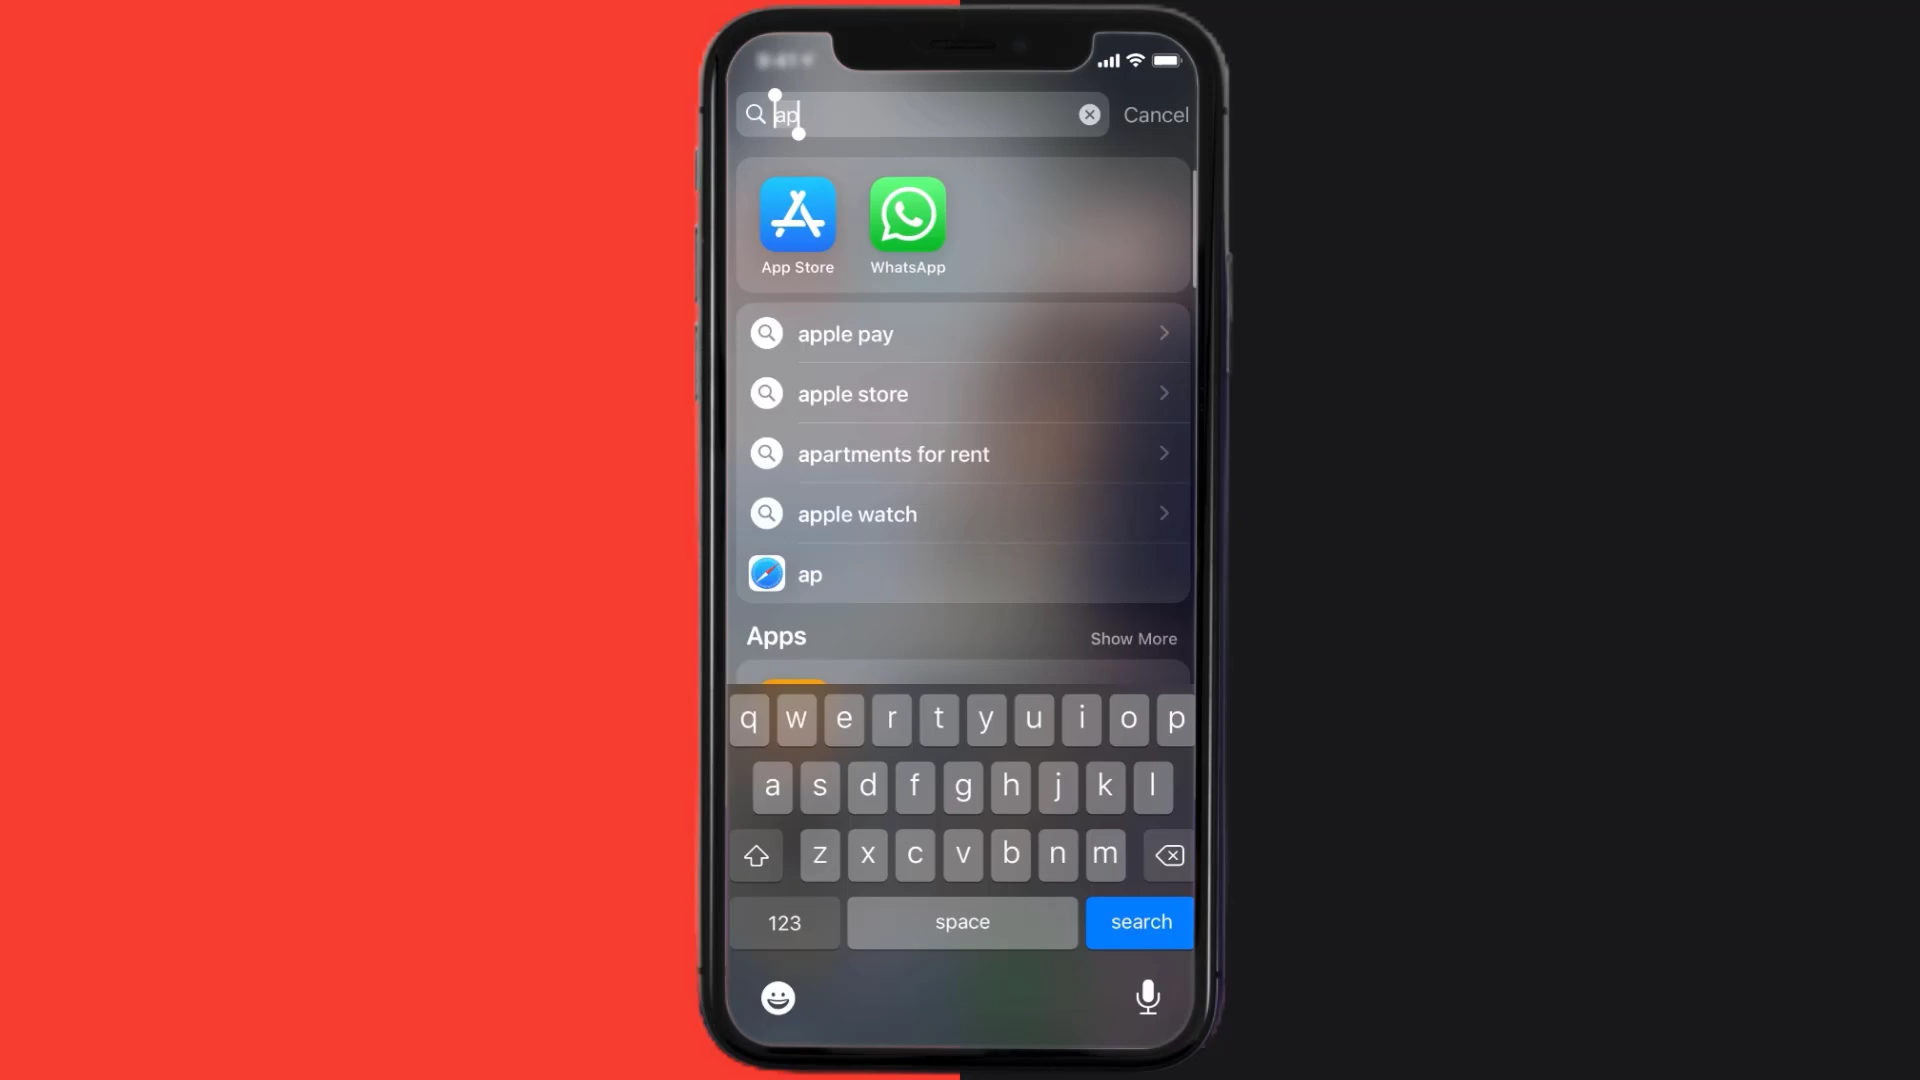 ap
Cancel
App Store
WhatsApp
apple pay
apple store
apartments for rent
apple watch
ap
Apps
Show More
q w e r t y u i o p
a s d f g h j k l
z x c v b n m
123
space
search